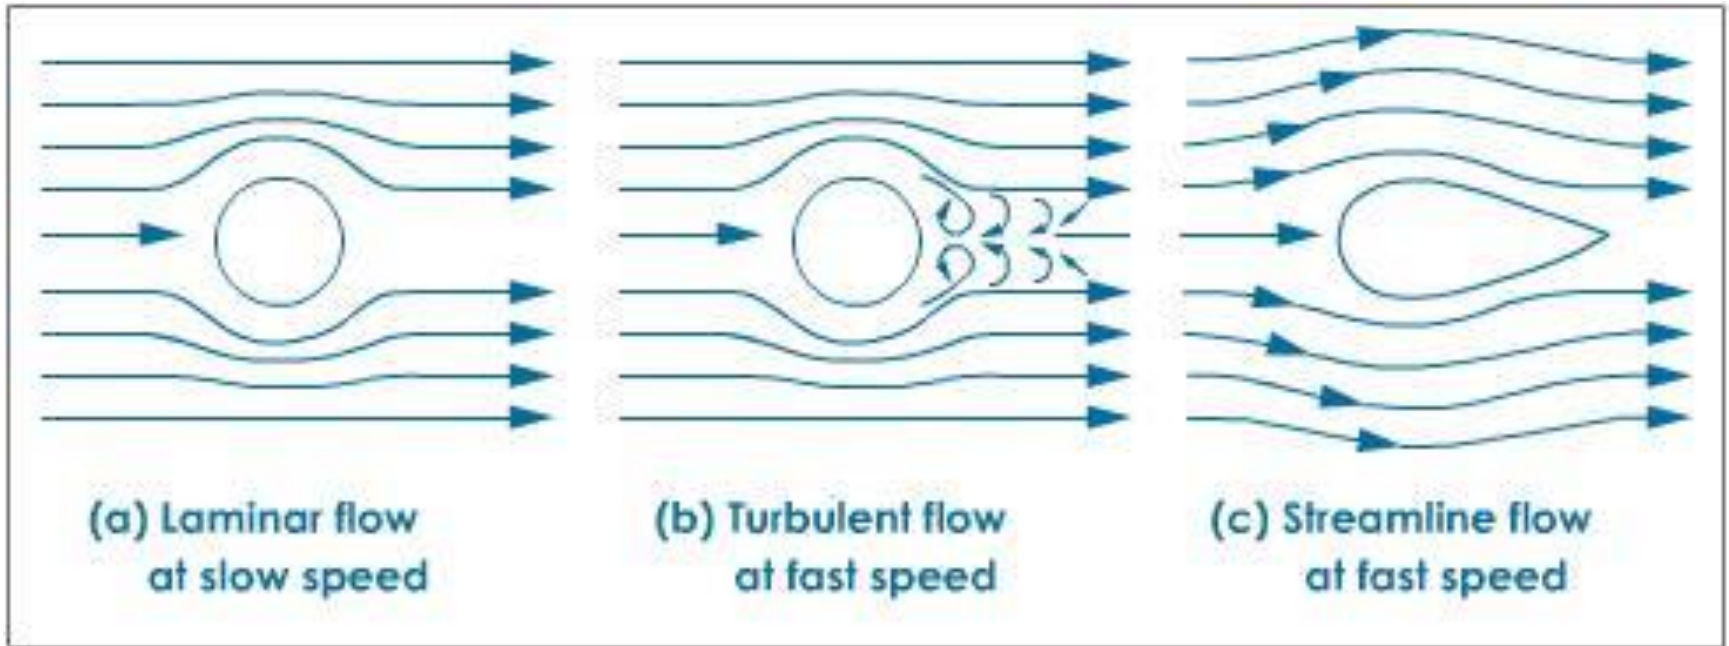 (a) Laminar flow
at slow speed
(b) Turbulent flow
at fast speed
(c) Streamline flow
at fast speed